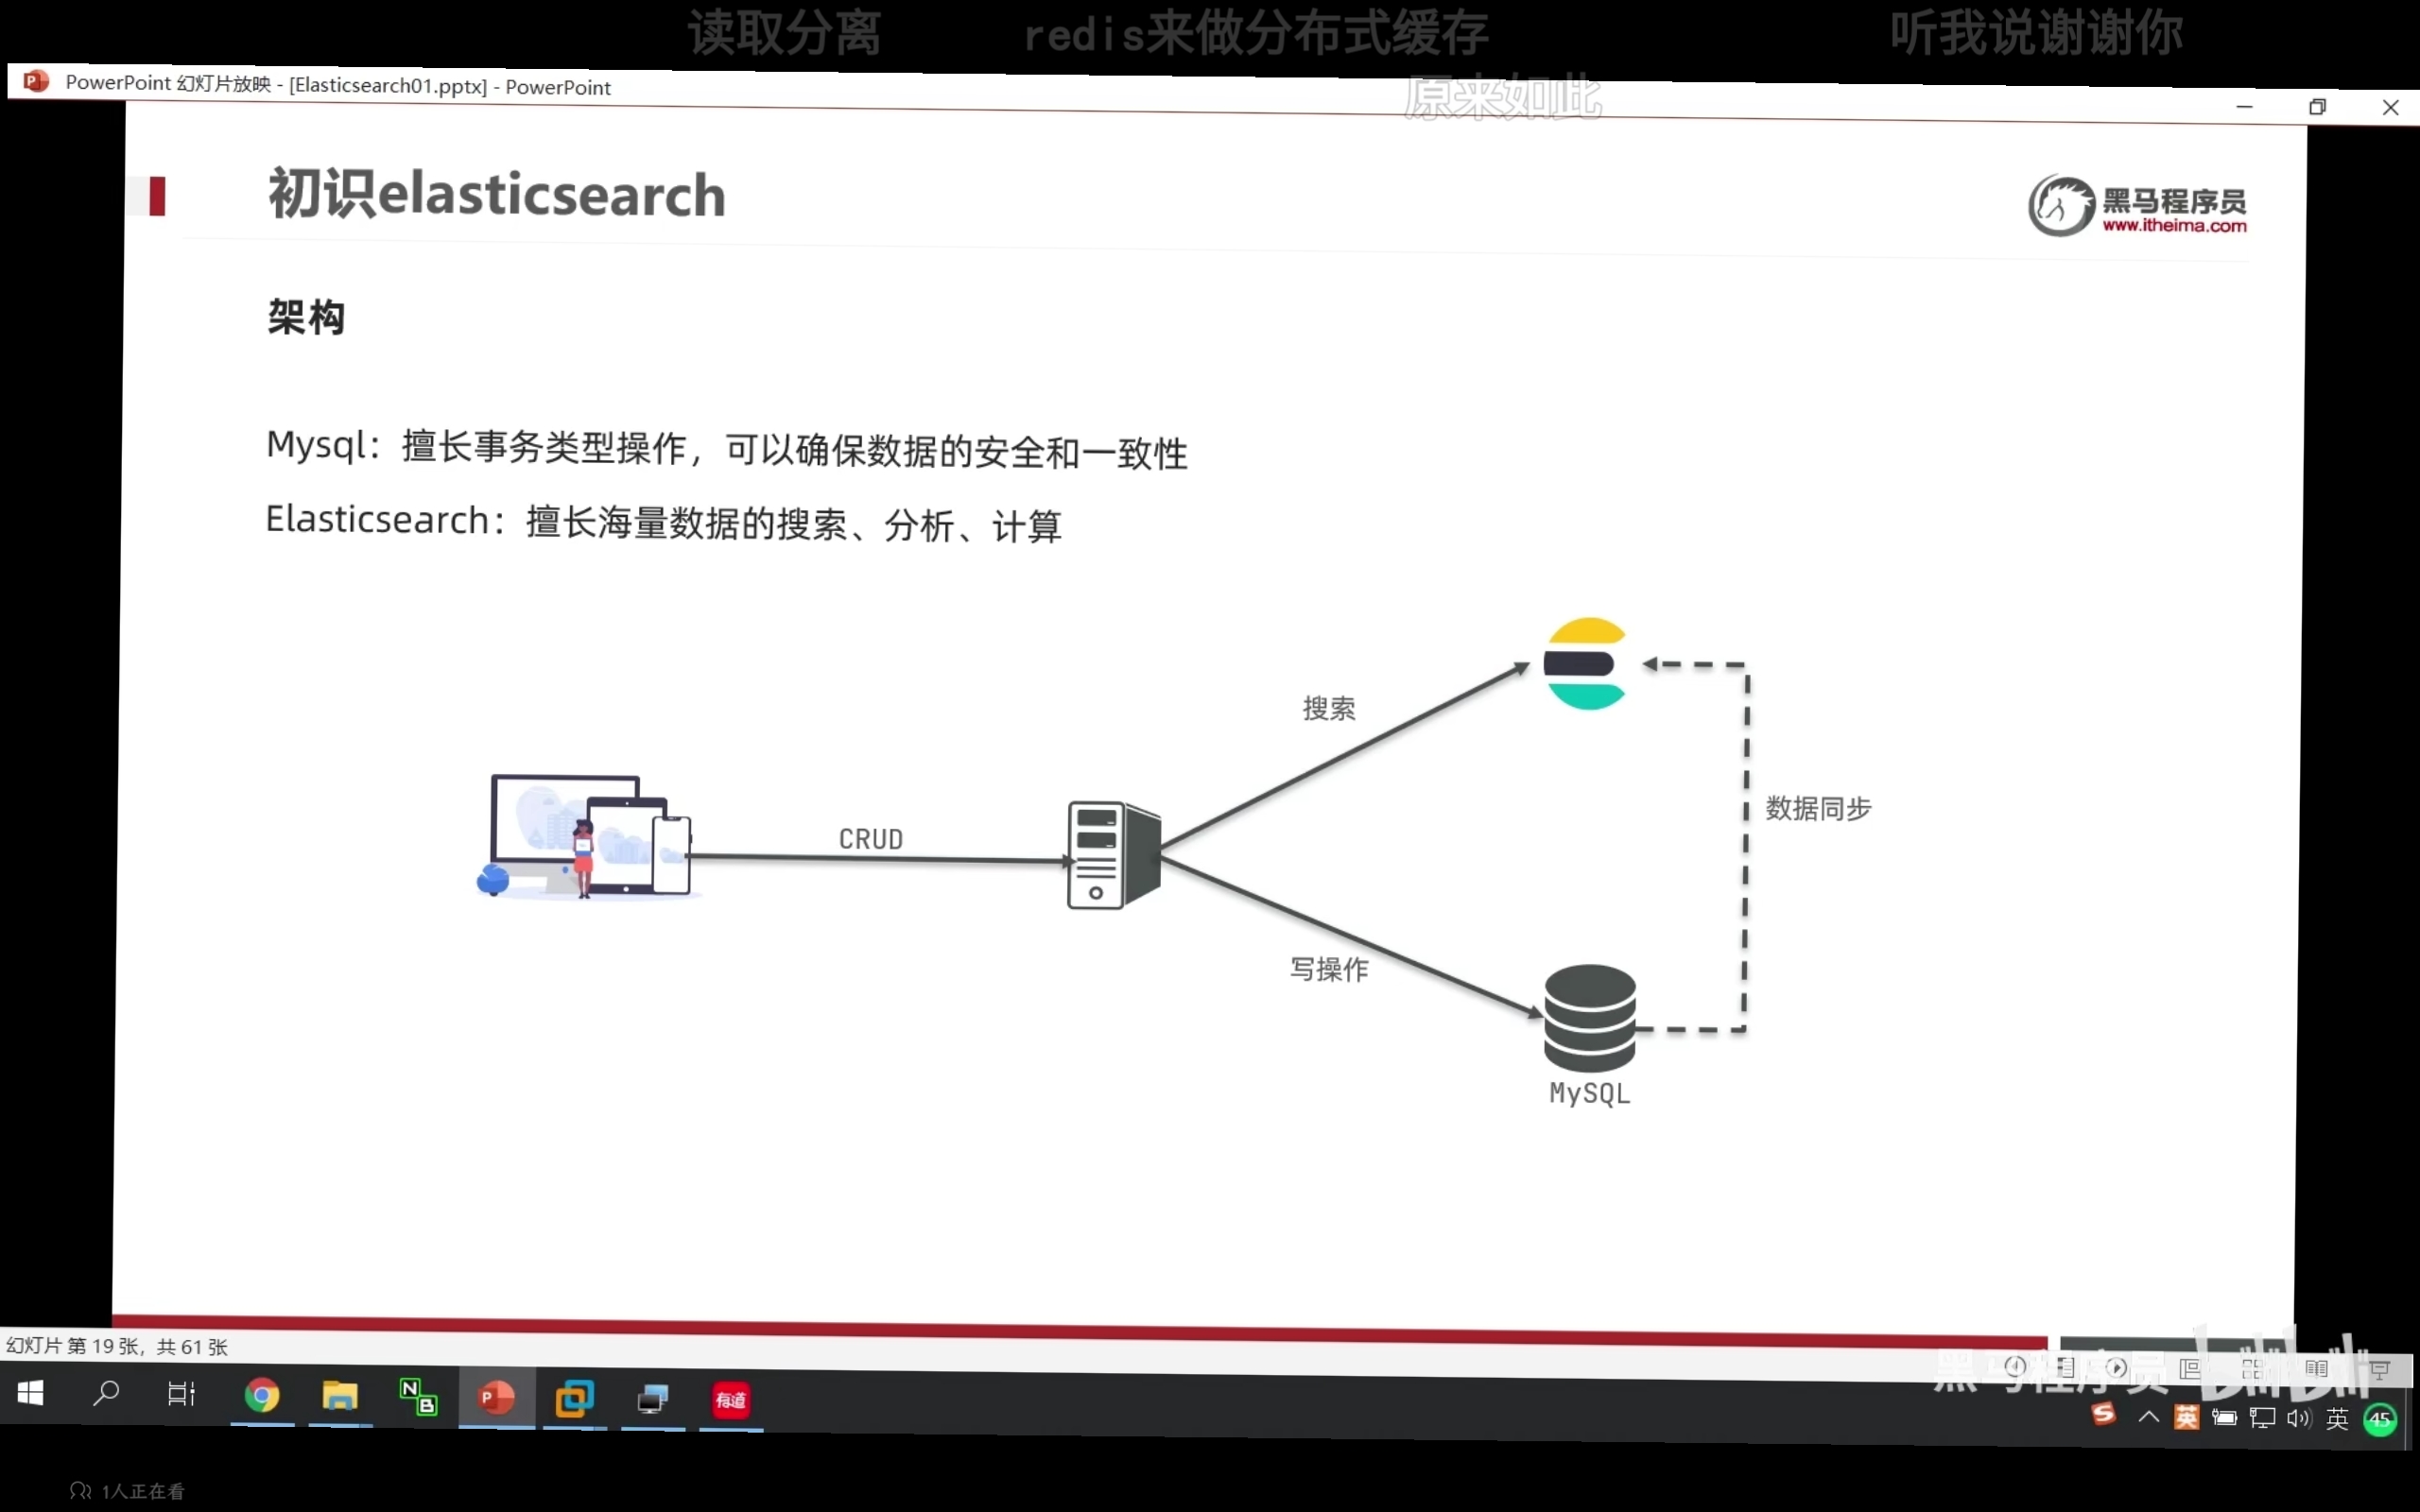 读取分离
redis来做分布式缓存
听我说谢谢你
原来如此
PowerPoint 幻灯片放映 - [Elasticsearch01.pptx] - PowerPoint
初识elasticsearch
黑马程序员
www.itheima.com
架构
Mysql：擅长事务类型操作，可以确保数据的安全和一致性
Elasticsearch：擅长海量数据的搜索、分析、计算
搜索
数据同步
CRUD
写操作
MySQL
幻灯片 第 19 张，共 61 张
黑马程序员
bilibili
N
B
P
有道
S
英
英
45
1人正在看